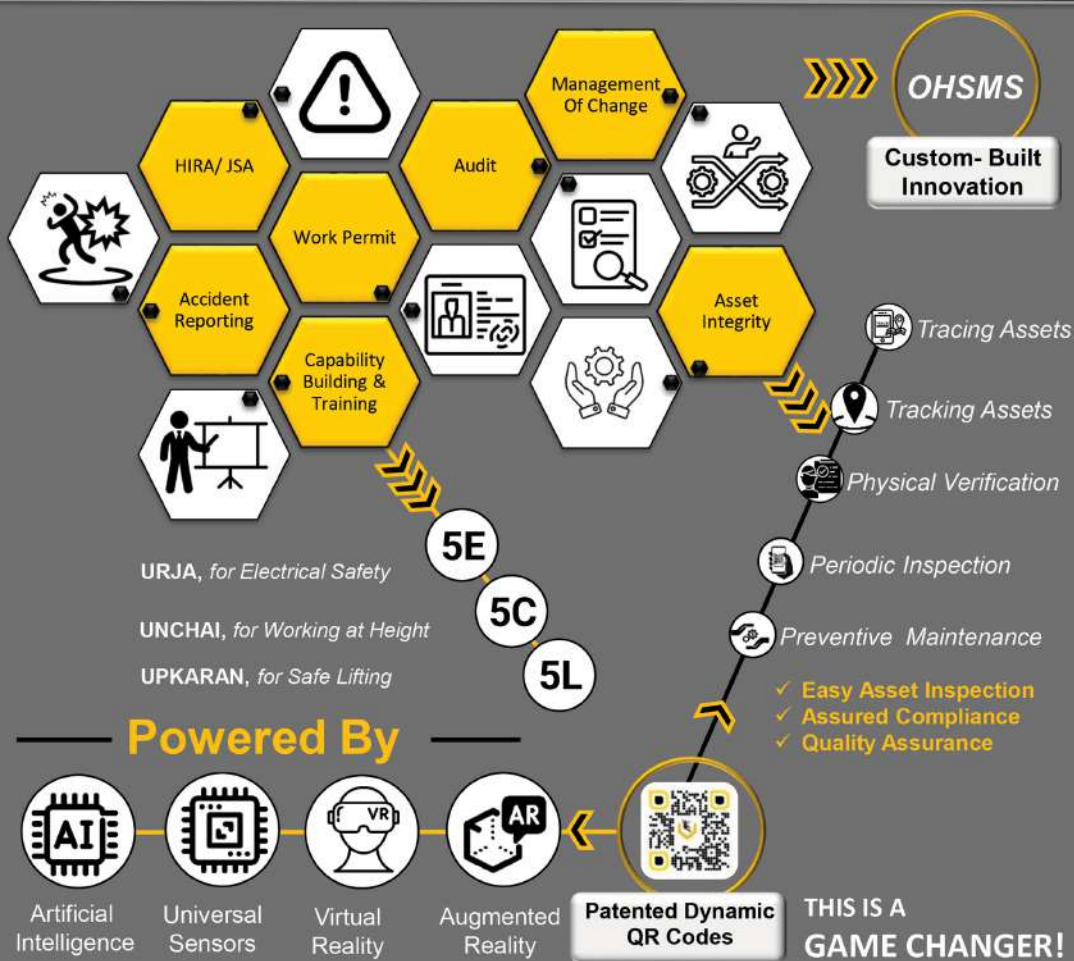 Management
Of Change
OHSMS
Custom- Built
Innovation
HIRA/ JSA
Audit
Work Permit
Accident
Reporting
Asset
Integrity
Capability
Building &
Training
Tracing Assets
Tracking Assets
Physical Verification
Periodic Inspection
Preventive Maintenance
5E
5C
5L
URJA, for Electrical Safety
UNCHAI, for Working at Height
UPKARAN, for Safe Lifting
✓ Easy Asset Inspection
✓ Assured Compliance
✓ Quality Assurance
Powered By
AI
VR
AR
Artificial
Intelligence
Universal
Sensors
Virtual
Reality
Augmented
Reality
Patented Dynamic
QR Codes
THIS IS A
GAME CHANGER!